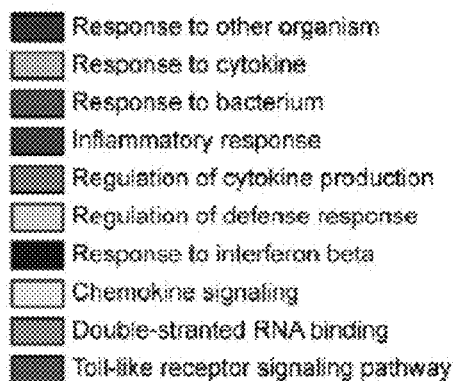 Response to other organism
Response to cytokine
Response to bacterium
Inflammatory response
Regulation of cytokine production
Regulation of defense response
Response to interferon beta
Chemokine signaling
Double-stranted RNA binding
Toll-like receptor signaling pathway